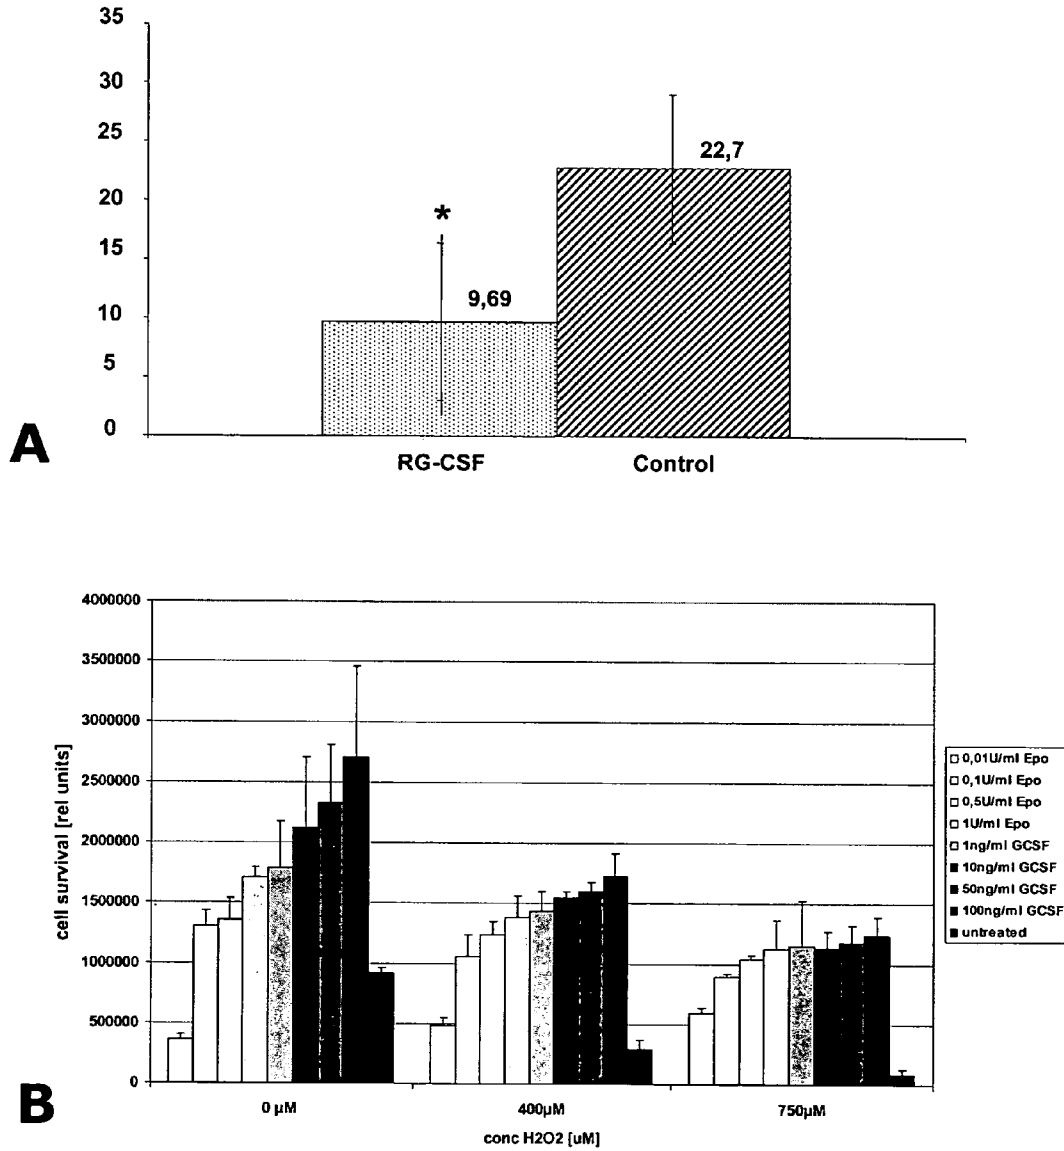 35
30
25
20
15
10
5
0
*
9,69
22,7
RG-CSF
Control
A
4000000
3500000
3000000
2500000
2000000
1500000
1000000
500000
0
cell survival [rel units]
0 µM
400µM
750µM
conc H2O2 [uM]
0,01U/ml Epo
0,1U/ml Epo
0,5U/ml Epo
1U/ml Epo
1ng/ml GCSF
10ng/ml GCSF
50ng/ml GCSF
100ng/ml GCSF
untreated
B